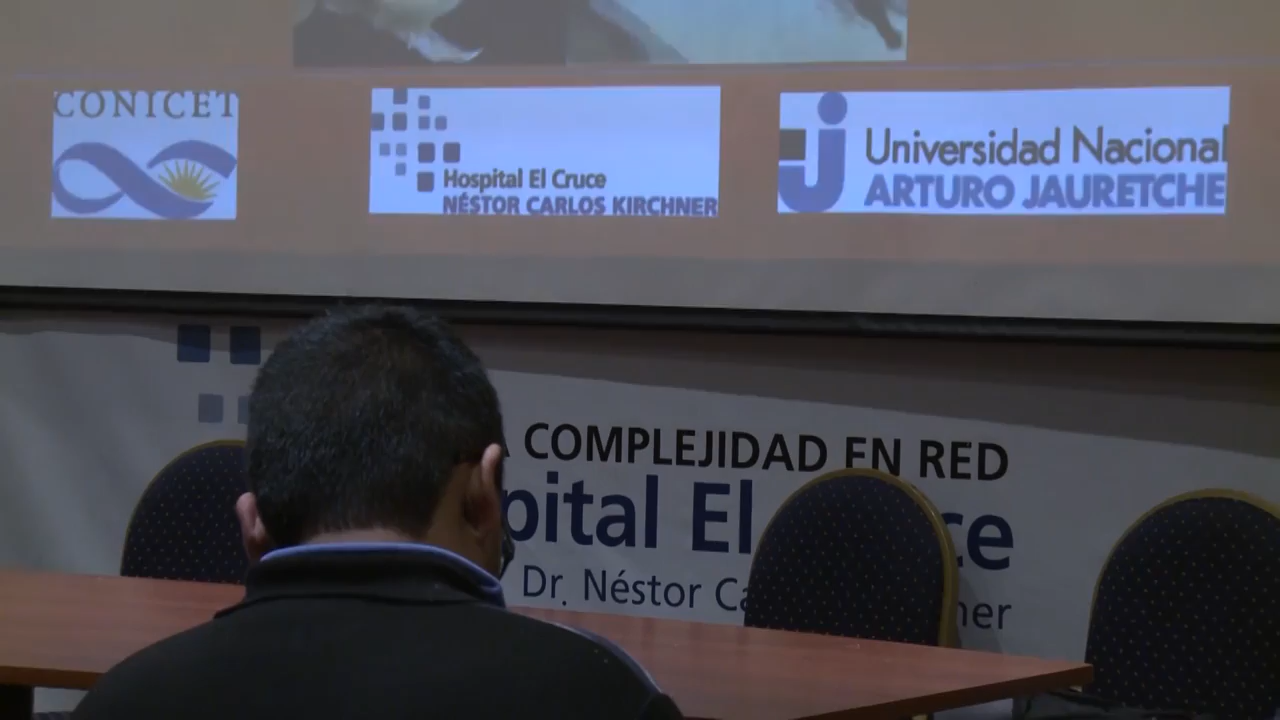 CONICET
Hospital El Cruce
NÉSTOR CARLOS KIRCHNER
Universidad Nacional
ARTURO JAURETCHE
COMPLEJIDAD EN RED
pital El ce
Dr. Néstor Ca ner